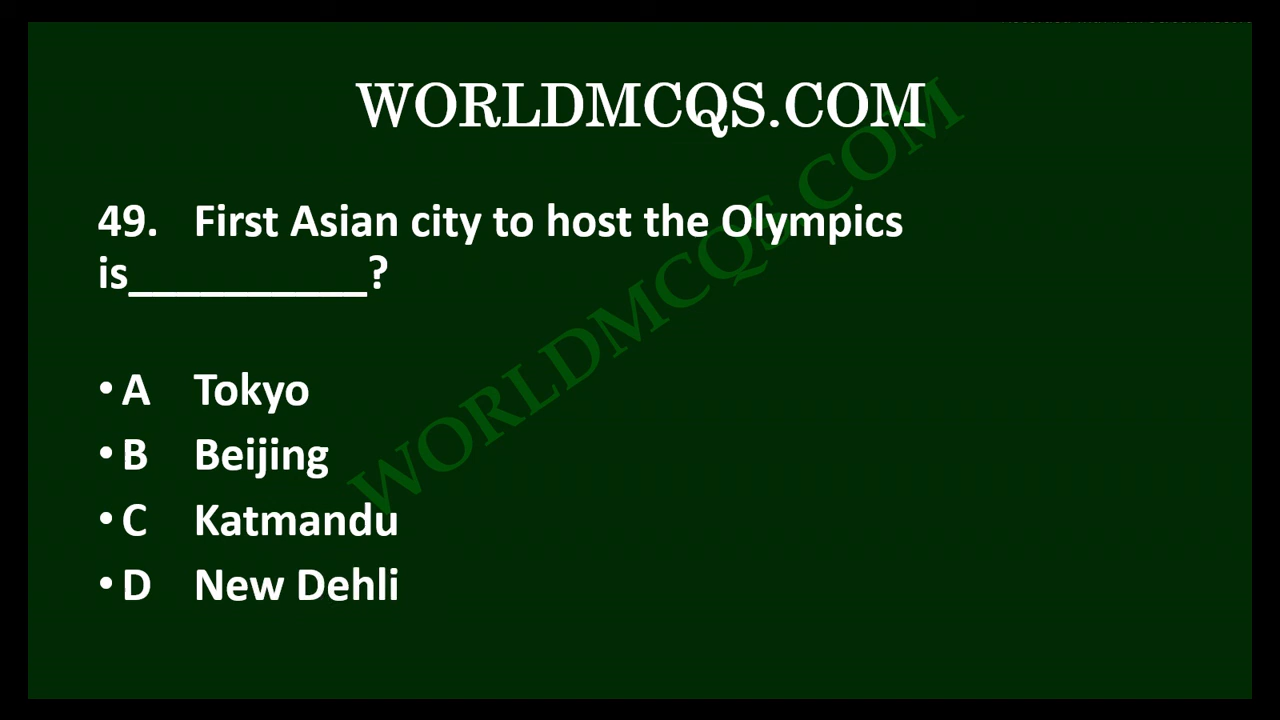 WORLDMCQS.COM
49. First Asian city to host the Olympics
is__________?
• A Tokyo
• B Beijing
• C Katmandu
• D New Dehli
WORLDMCQS.COM